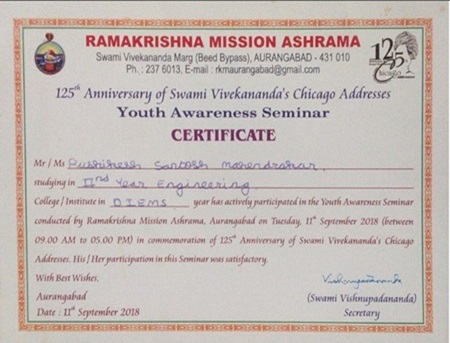 RAMAKRISHNA MISSION ASHRAMA
Swami Vivekananda Marg (Beed Bypass), AURANGABAD - 431 010
Ph. : 237 6013, E-mail : rkmaurangabad@gmail.com
125
125th Anniversary of Swami Vivekananda's Chicago Addresses
Youth Awareness Seminar
CERTIFICATE
Mr / Ms Santosh
studying in IInd Year Engineering
College / Institute in DIEMS year has actively participated in the Youth Awareness Seminar
conducted by Ramakrishna Mission Ashrama, Aurangabad on Tuesday, 11th September 2018 (between
09.00 AM to 05.00 PM) in commemoration of 125th Anniversary of Swami Vivekananda's Chicago
Addresses. His / Her participation in this Seminar was satisfactory.
With Best Wishes,
Vishnupadananda
Aurangabad (Swami Vishnupadananda)
Date : 11th September 2018 Secretary